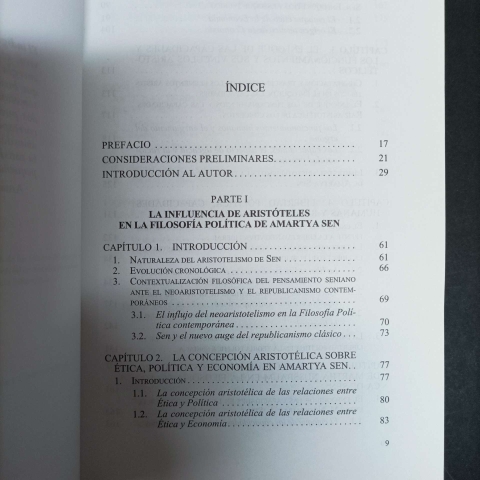 ÍNDICE
PREFACIO ........................................ 17
CONSIDERACIONES PRELIMINARES ................. 21
INTRODUCCIÓN AL AUTOR ........................... 29
PARTE I
LA INFLUENCIA DE ARISTÓTELES
EN LA FILOSOFÍA POLÍTICA DE AMARTYA SEN
CAPÍTULO 1. INTRODUCCIÓN ....................... 61
1. NATURALEZA DEL ARISTOTELISMO DE SEN ............... 61
2. EVOLUCIÓN CRONOLÓGICA ........................... 66
3. CONTEXTUALIZACIÓN FILOSÓFICA DEL PENSAMIENTO SENIANO
ANTE EL NEOARISTOTELISMO Y EL REPUBLICANISMO CONTEM-
PORÁNEOS ........................................ 69
3.1. El influjo del neoaristotelismo en la Filosofía Polí-
tica contemporánea ............................... 70
3.2. Sen y el nuevo auge del republicanismo clásico ... 73
CAPÍTULO 2. LA CONCEPCIÓN ARISTOTÉLICA SOBRE
ÉTICA, POLÍTICA Y ECONOMÍA EN AMARTYA SEN .. 77
1. INTRODUCCIÓN .................................... 77
1.1. La concepción aristotélica de las relaciones entre
Ética y Política ................................. 80
1.2. La concepción aristotélica de las relaciones entre
Ética y Economía ................................. 83
9